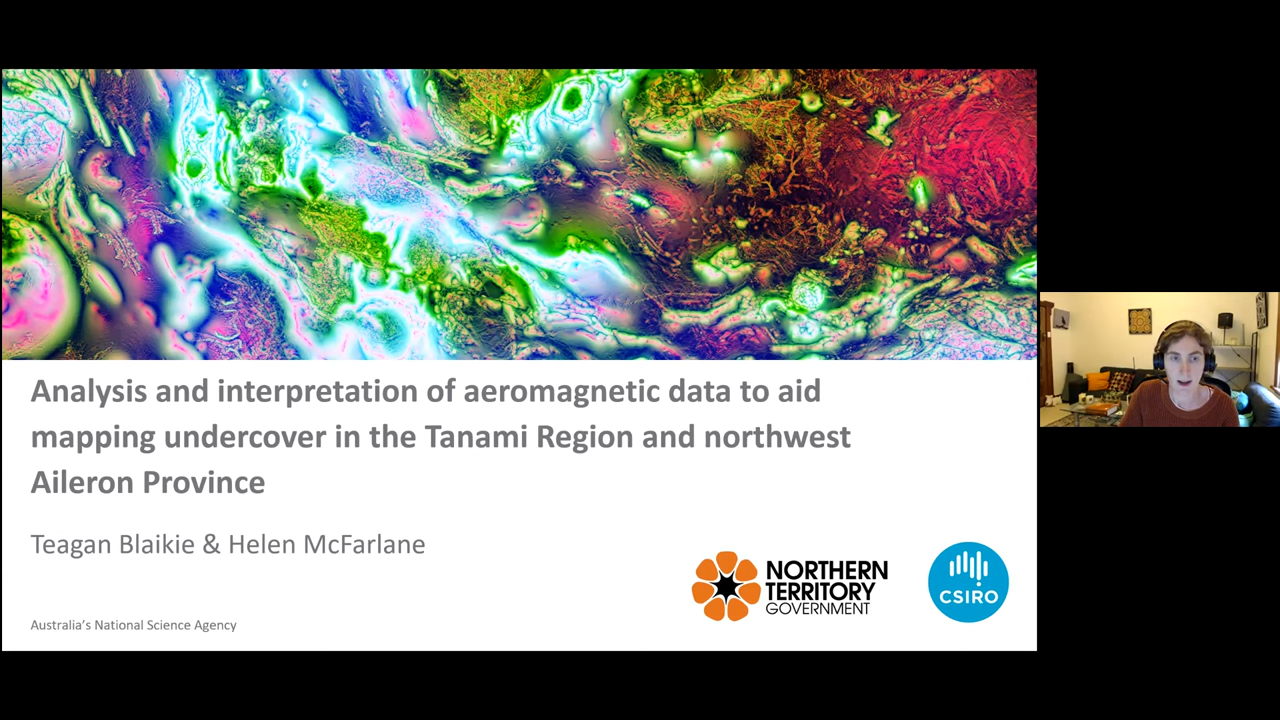 Analysis and interpretation of aeromagnetic data to aid
mapping undercover in the Tanami Region and northwest
Aileron Province
Teagan Blaikie & Helen McFarlane
NORTHERN
TERRITORY
GOVERNMENT
CSIRO
Australia's National Science Agency